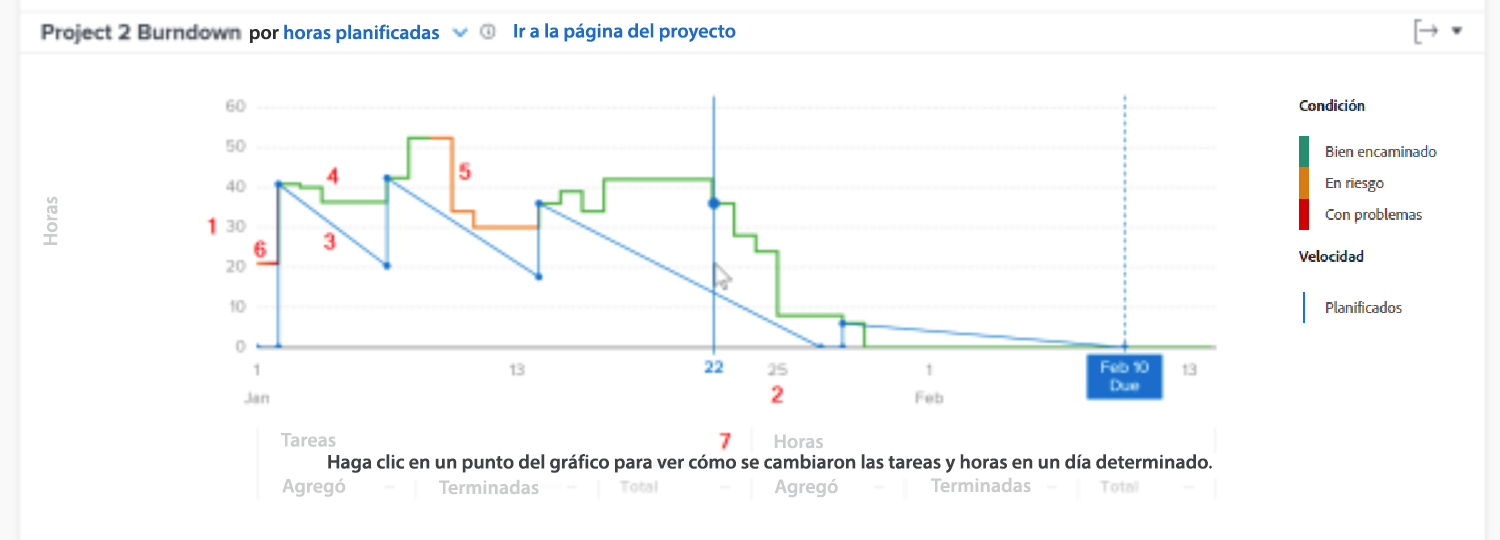 Project 2 Burndown por horas planificadas Ir a la página del proyecto
Condición
Bien encaminado
En riesgo
Con problemas
Velocidad
Planificados
Horas
60
50
40
30
20
10
0
1
2
3
4
5
6
7
1 13 22 25 1 13
Jan Feb
Feb 10
Due
Tareas Horas
Haga clic en un punto del gráfico para ver cómo se cambiaron las tareas y horas en un día determinado.
Agregó -- Terminadas -- Total -- Agregó -- Terminadas -- Total --